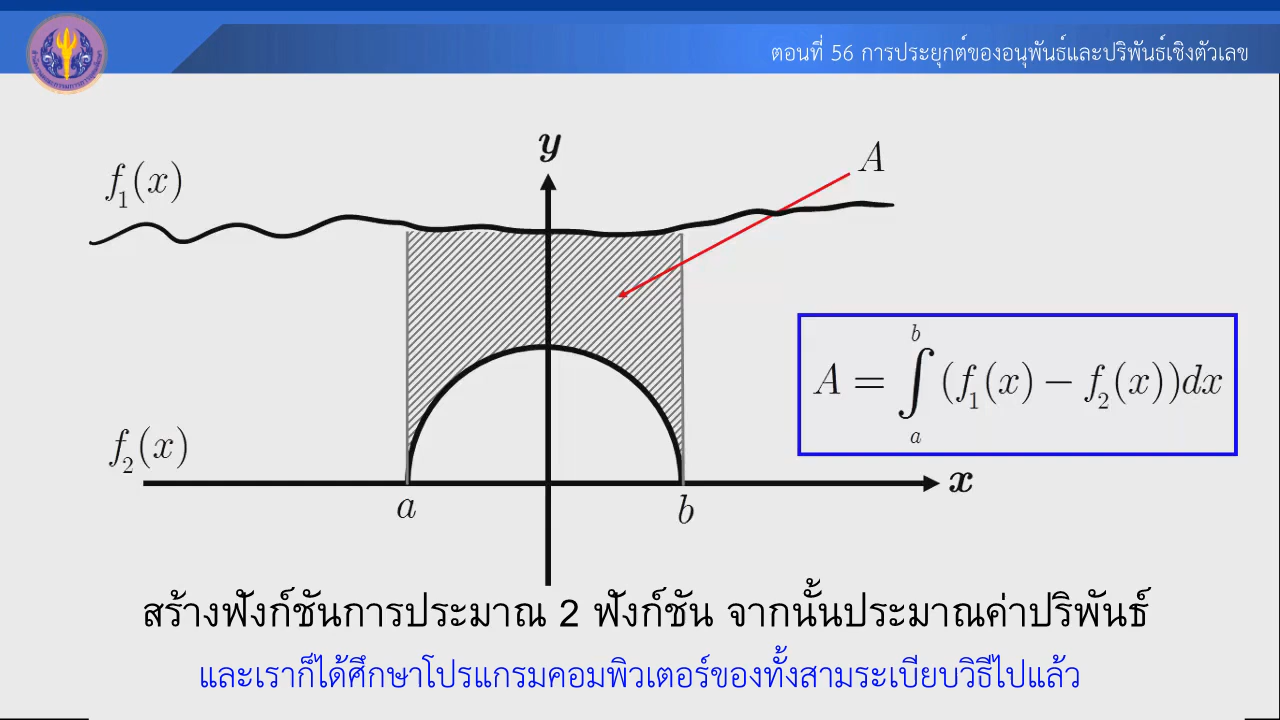 ตอนที่ 56 การประยุกต์ของอนุพันธ์และปริพันธ์เชิงตัวเลข
y
A
f₁(x)
A = ∫ₐᵇ (f₁(x) − f₂(x))dx
f₂(x)
x
a
b
สร้างฟังก์ชันการประมาณ 2 ฟังก์ชัน จากนั้นประมาณค่าปริพันธ์
และเราก็ได้ศึกษาโปรแกรมคอมพิวเตอร์ของทั้งสามระเบียบวิธีไปแล้ว